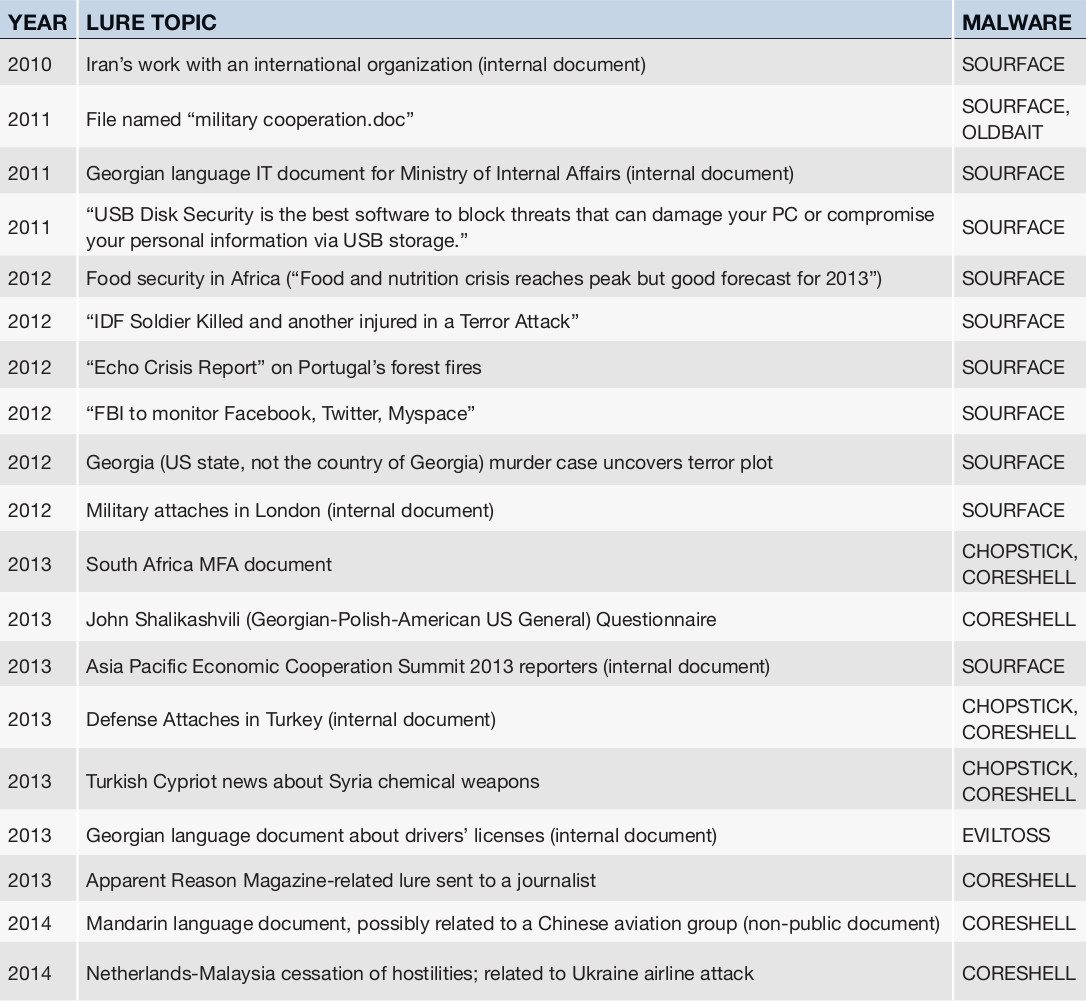 YEAR LURE TOPIC MALWARE
2010 Iran’s work with an international organization (internal document) SOURFACE
2011 File named “military cooperation.doc” SOURFACE,
OLDBAIT
2011 Georgian language IT document for Ministry of Internal Affairs (internal document) SOURFACE
2011 “USB Disk Security is the best software to block threats that can damage your PC or compromise
your personal information via USB storage.” SOURFACE
2012 Food security in Africa (“Food and nutrition crisis reaches peak but good forecast for 2013”) SOURFACE
2012 “IDF Soldier Killed and another injured in a Terror Attack” SOURFACE
2012 “Echo Crisis Report” on Portugal’s forest fires SOURFACE
2012 “FBI to monitor Facebook, Twitter, Myspace” SOURFACE
2012 Georgia (US state, not the country of Georgia) murder case uncovers terror plot SOURFACE
2012 Military attaches in London (internal document) SOURFACE
2013 South Africa MFA document CHOPSTICK,
CORESHELL
2013 John Shalikashvili (Georgian-Polish-American US General) Questionnaire CORESHELL
2013 Asia Pacific Economic Cooperation Summit 2013 reporters (internal document) SOURFACE
2013 Defense Attaches in Turkey (internal document) CHOPSTICK,
CORESHELL
2013 Turkish Cypriot news about Syria chemical weapons CHOPSTICK,
CORESHELL
2013 Georgian language document about drivers’ licenses (internal document) EVILTOSS
2013 Apparent Reason Magazine-related lure sent to a journalist CORESHELL
2014 Mandarin language document, possibly related to a Chinese aviation group (non-public document) CORESHELL
2014 Netherlands-Malaysia cessation of hostilities; related to Ukraine airline attack CORESHELL